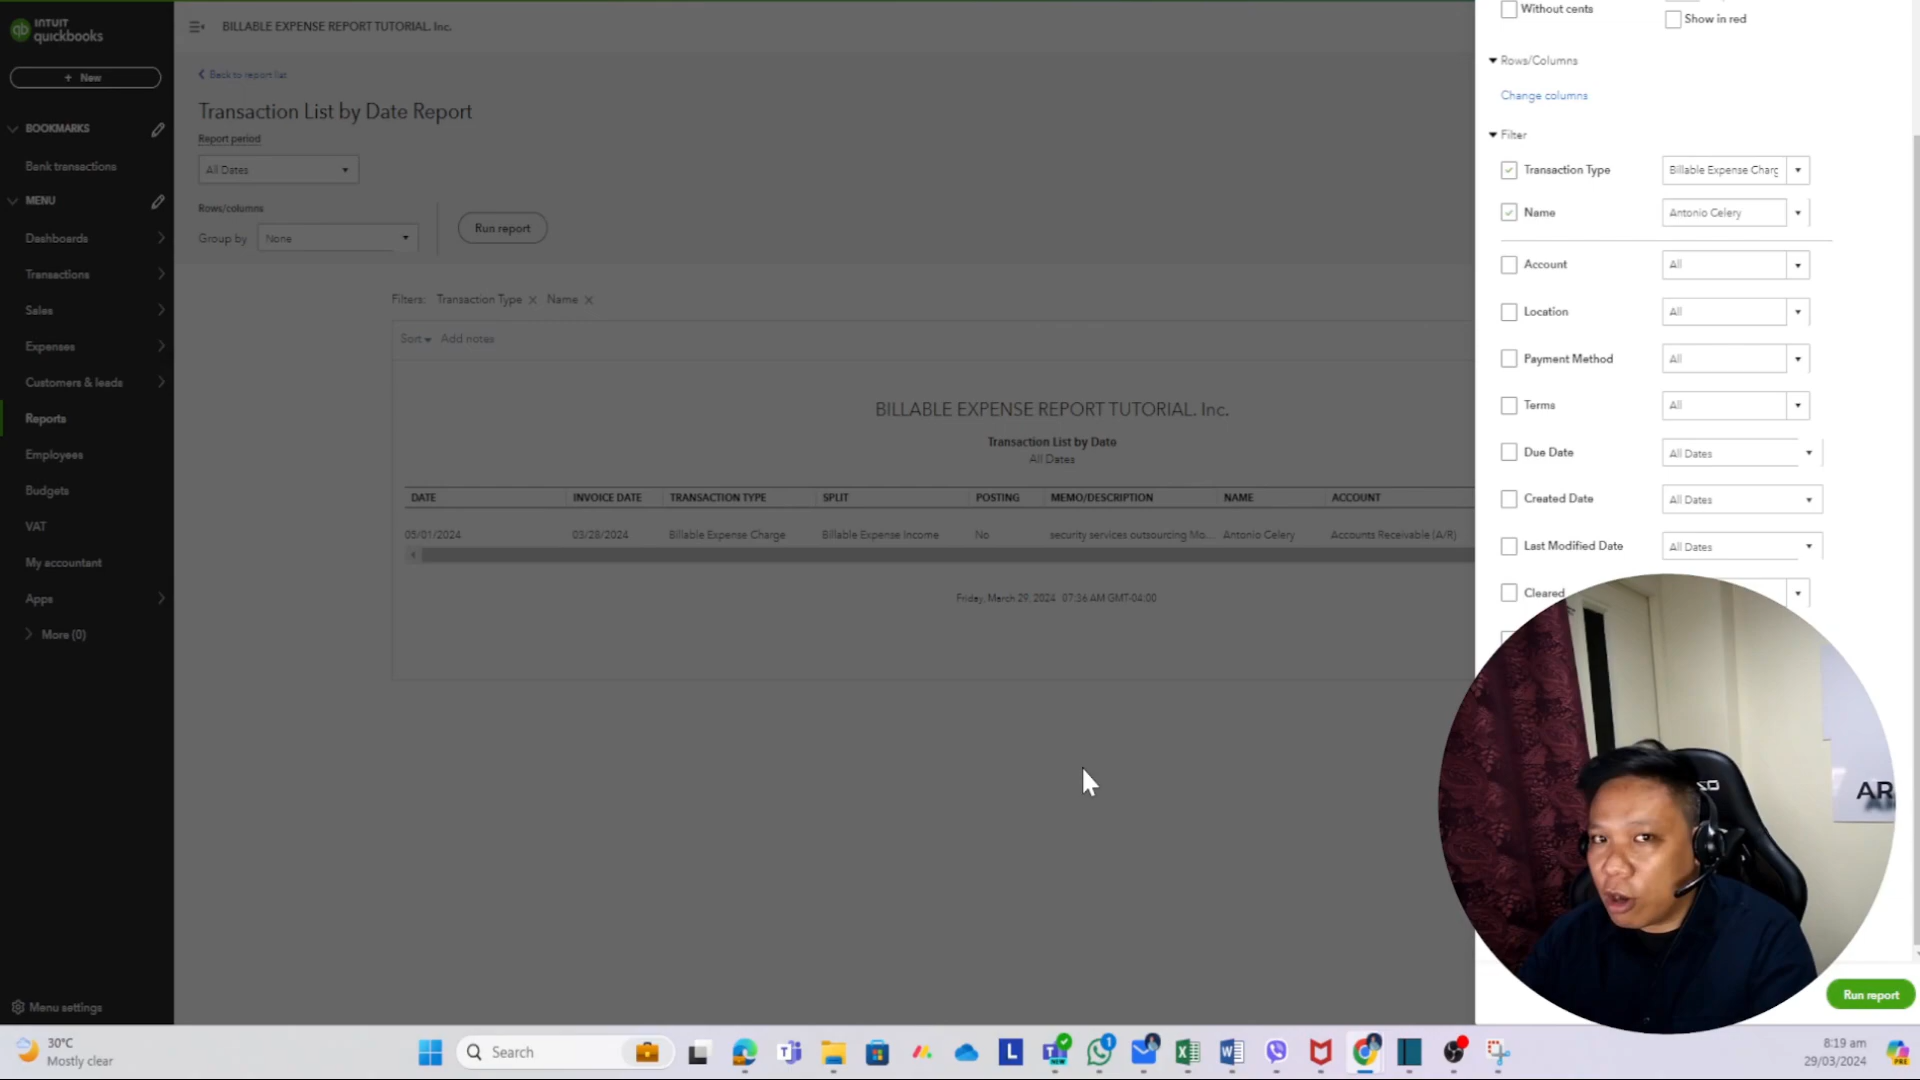 INTUIT
quickbooks
BILLABLE EXPENSE REPORT TUTORIAL. Inc.
+ New
BOOKMARKS
Bank transactions
MENU
Dashboards
Transactions
Sales
Expenses
Customers & leads
Reports
Employees
Budgets
VAT
My accountant
Apps
More (0)
Menu settings
Back to report list
Transaction List by Date Report
Report period
All Dates
Rows/columns
Group by None Run report
Filters: Transaction Type Name
Sort Add notes
BILLABLE EXPENSE REPORT TUTORIAL. Inc.
Transaction List by Date
All Dates
DATE INVOICE DATE TRANSACTION TYPE SPLIT POSTING MEMO/DESCRIPTION NAME ACCOUNT
05/01/2024 03/28/2024 Billable Expense Charge Billable Expense Income No security services outsourcing Mo... Antonio Celery Accounts Receivable (A/R)
Friday, March 29, 2024 07:36 AM GMT-04:00
Without cents
Show in red
Rows/Columns
Change columns
Filter
Transaction Type Billable Expense Charg
Name Antonio Celery
Account All
Location All
Payment Method All
Terms All
Due Date All Dates
Created Date All Dates
Last Modified Date All Dates
Cleared
AR
Run report
30°C
Mostly clear
Search
L
NEW
1
PRE
8:19 am
29/03/2024